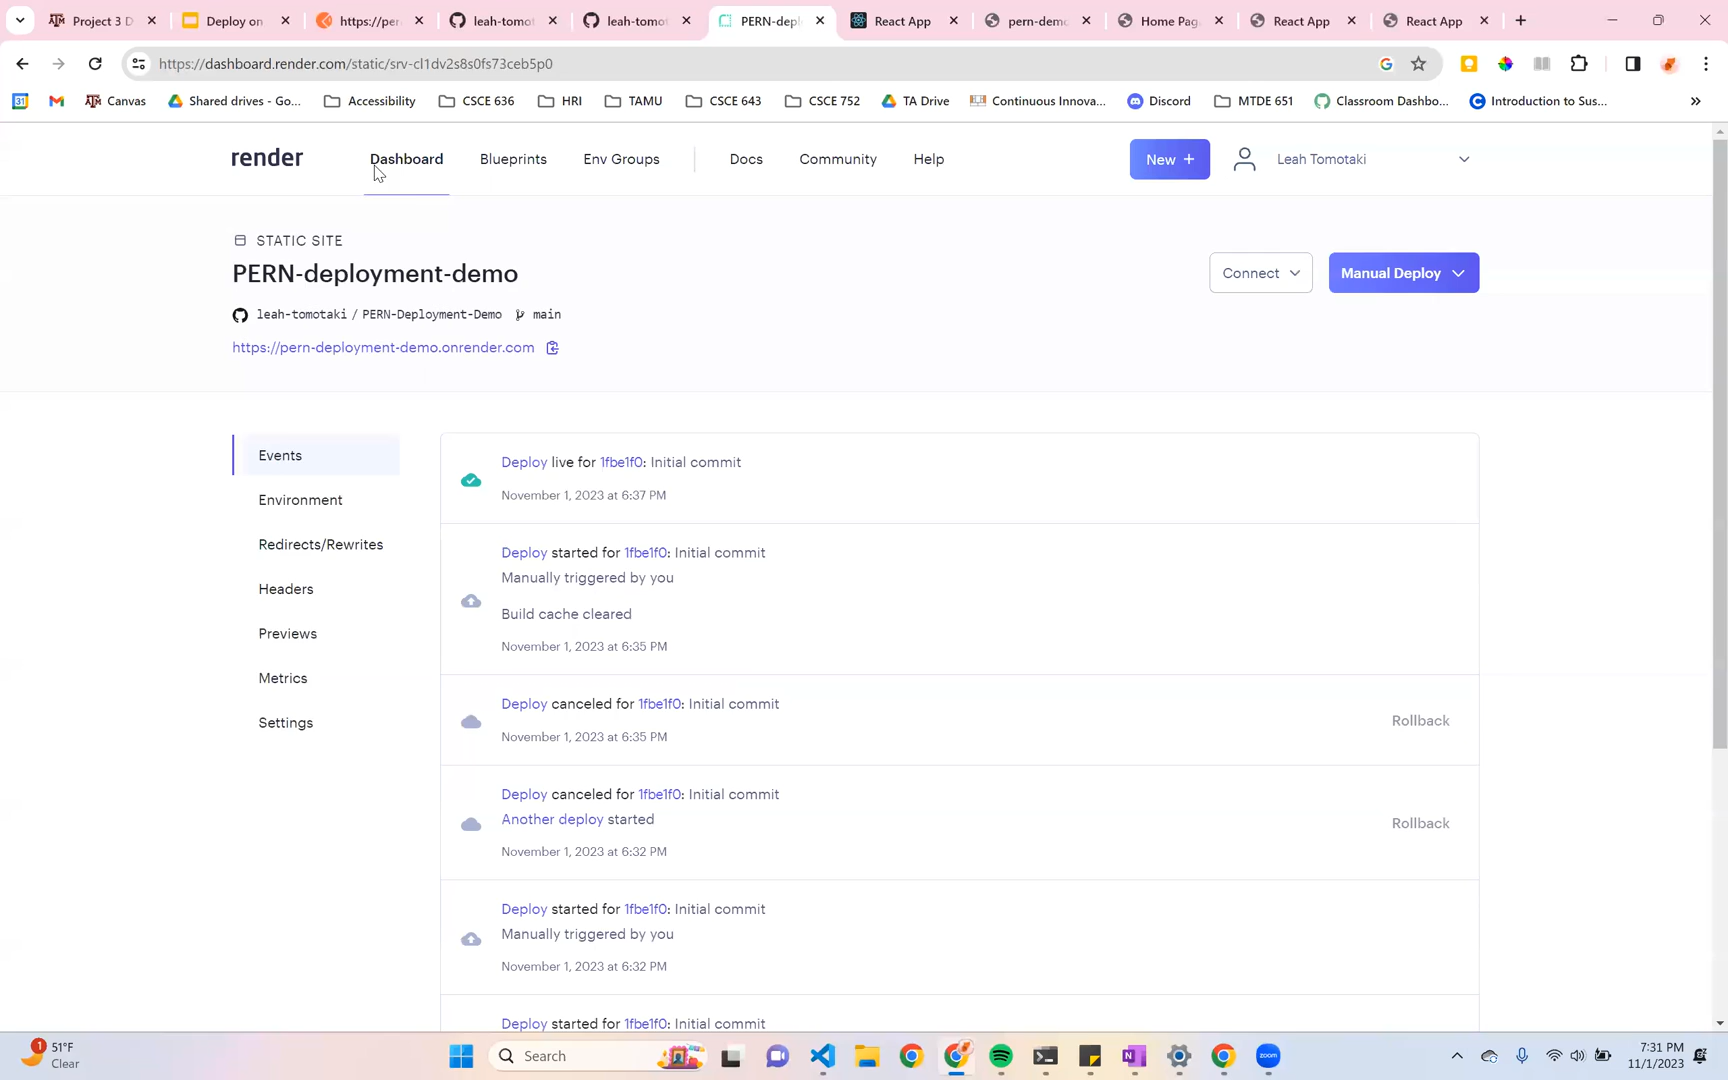 Project 3 D
Deploy on
https://per
leah-tomot
leah-tomot
PERN-depl
React App
pern-demo
Home Pag
React App
React App
https://dashboard.render.com/static/srv-cl1dv2s8s0fs73ceb5p0
Canvas
Shared drives - Go...
Accessibility
CSCE 636
HRI
TAMU
CSCE 643
CSCE 752
TA Drive
Continuous Innova...
Discord
MTDE 651
Classroom Dashbo...
Introduction to Sus...
render
Dashboard
Blueprints
Env Groups
Docs
Community
Help
New +
Leah Tomotaki
STATIC SITE
PERN-deployment-demo
Connect
Manual Deploy
leah-tomotaki / PERN-Deployment-Demo main
https://pern-deployment-demo.onrender.com
Events
Environment
Redirects/Rewrites
Headers
Previews
Metrics
Settings
Deploy live for 1fbe1f0: Initial commit
November 1, 2023 at 6:37 PM
Deploy started for 1fbe1f0: Initial commit
Manually triggered by you
Build cache cleared
November 1, 2023 at 6:35 PM
Deploy canceled for 1fbe1f0: Initial commit
November 1, 2023 at 6:35 PM
Rollback
Deploy canceled for 1fbe1f0: Initial commit
Another deploy started
November 1, 2023 at 6:32 PM
Rollback
Deploy started for 1fbe1f0: Initial commit
Manually triggered by you
November 1, 2023 at 6:32 PM
Deploy started for 1fbe1f0: Initial commit
1
51°F
Clear
Search
zoom
7:31 PM
11/1/2023